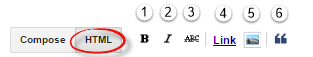 1 2 3 4 5 6
Compose HTML B I ABC Link “